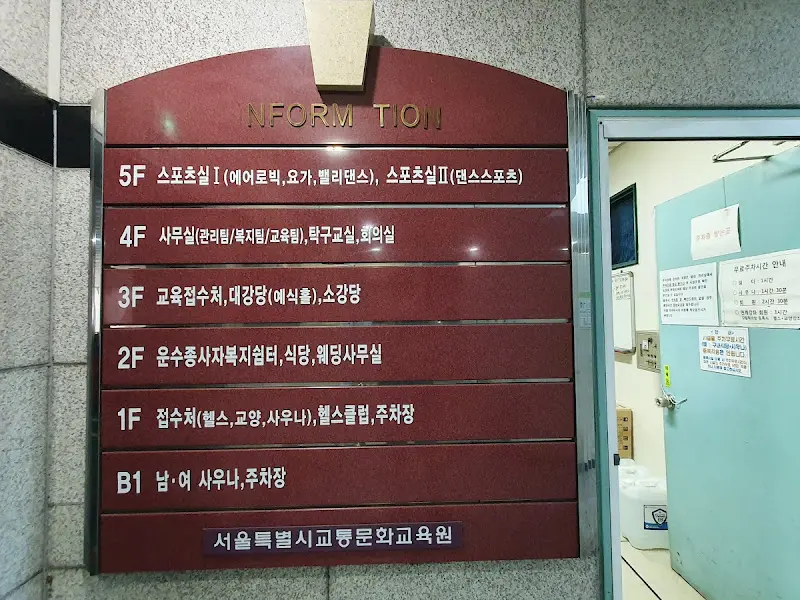 INFORM TION
5F 스포츠실Ⅰ(에어로빅,요가,밸리댄스), 스포츠실Ⅱ(댄스스포츠)
4F 사무실(관리팀/복지팀/교육팀),탁구교실,회의실
3F 교육접수처,대강당(예식홀),소강당
2F 운수종사자복지쉼터,식당,웨딩사무실
1F 접수처(헬스,교양,사우나),헬스클럽,주차장
B1 남·여 사우나,주차장
서울특별시교통문화교육원
무료주차시간 안내